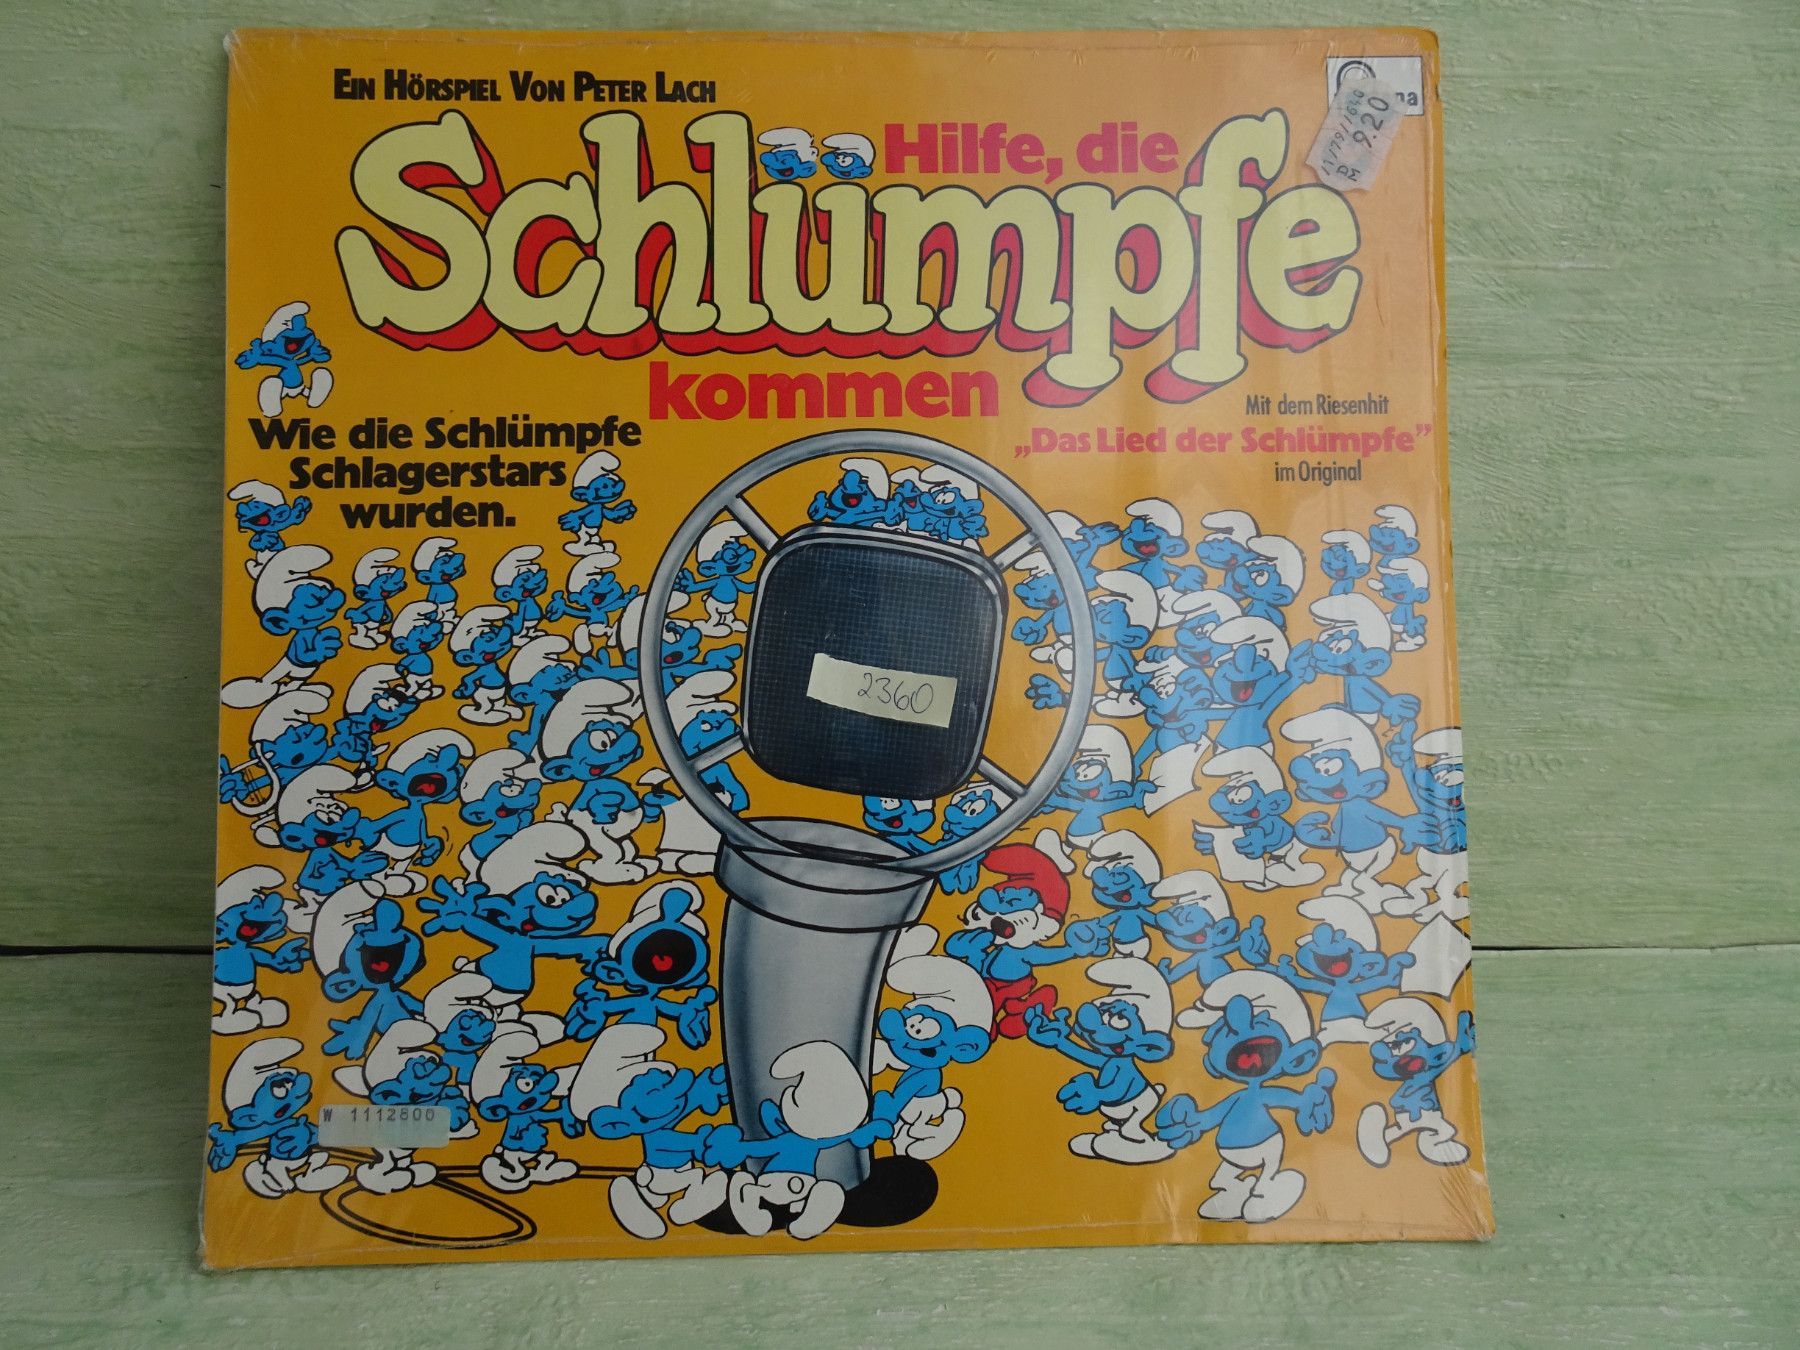 EIN HÖRSPIEL VON PETER LACH
Hilfe, die
Schlümpfe
kommen
DM 9.20
Wie die Schlümpfe
Schlagerstars
wurden.
Mit dem Riesenhit
„Das Lied der Schlümpfe”
im Original
2360
W 1112800